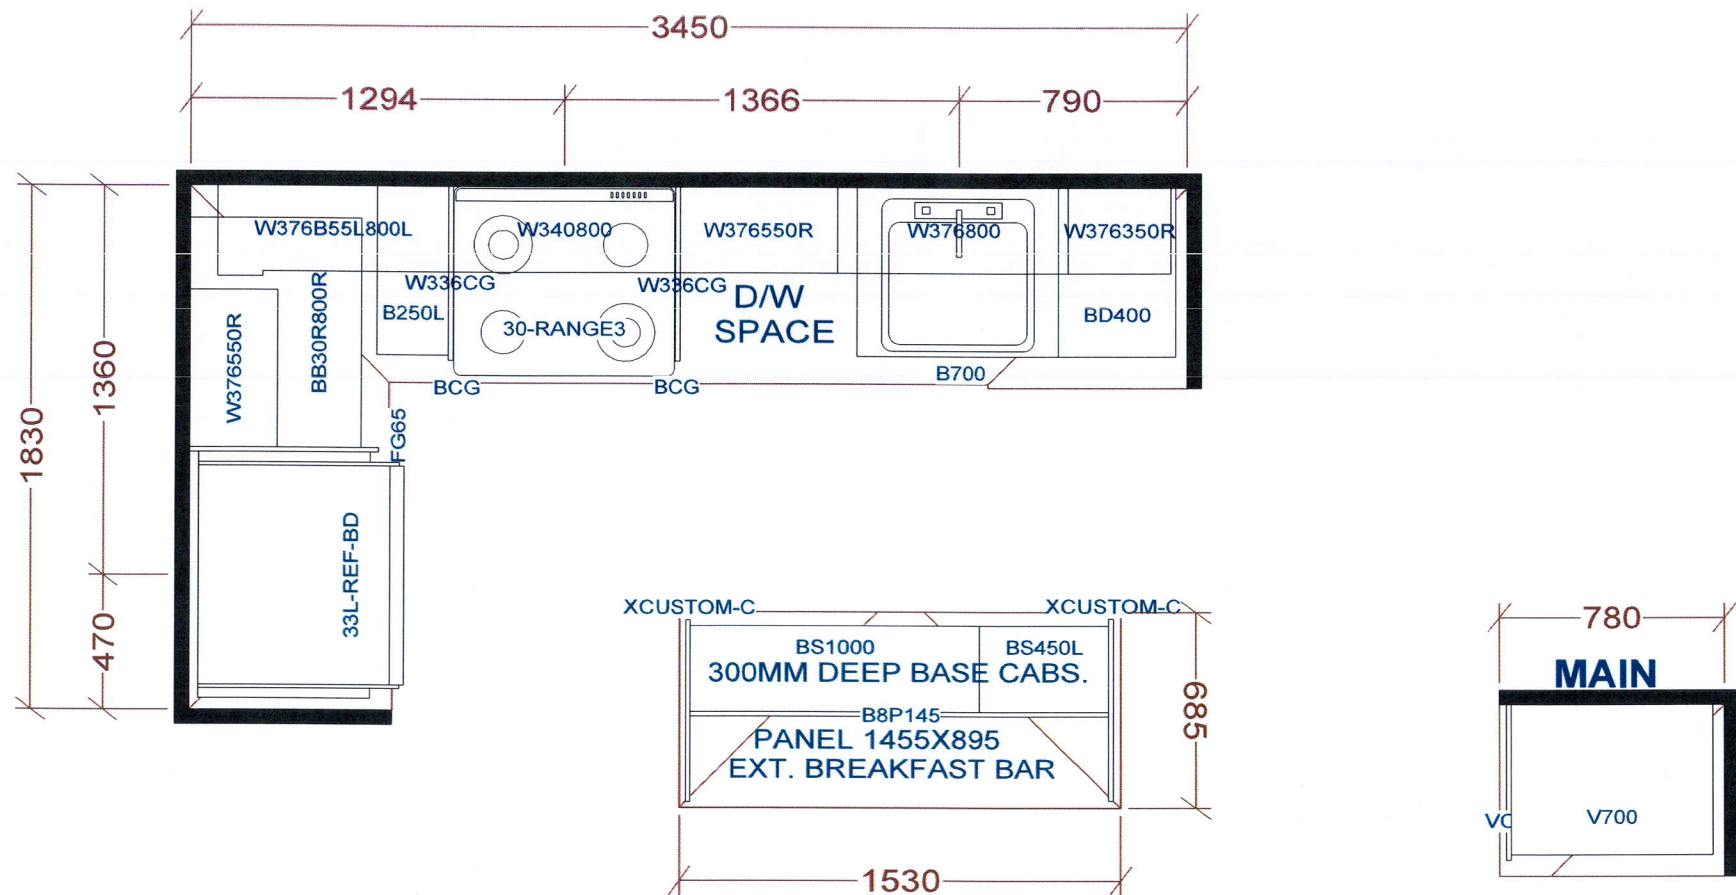 3450
1294
1366
790
W376B55L800L
W340800
W376550R
W376800
W376350R
W336CG
W336CG
D/W
SPACE
B250L
30-RANGE3
BD400
BB30R800R
W376550R
1360
1830
B700
BCG
BCG
FG65
33L-REF-BD
470
XCUSTOM-C
XCUSTOM-C
780
BS1000
BS450L
300MM DEEP BASE CABS.
MAIN
685
B8P145
PANEL 1455X895
EXT. BREAKFAST BAR
V700
1530